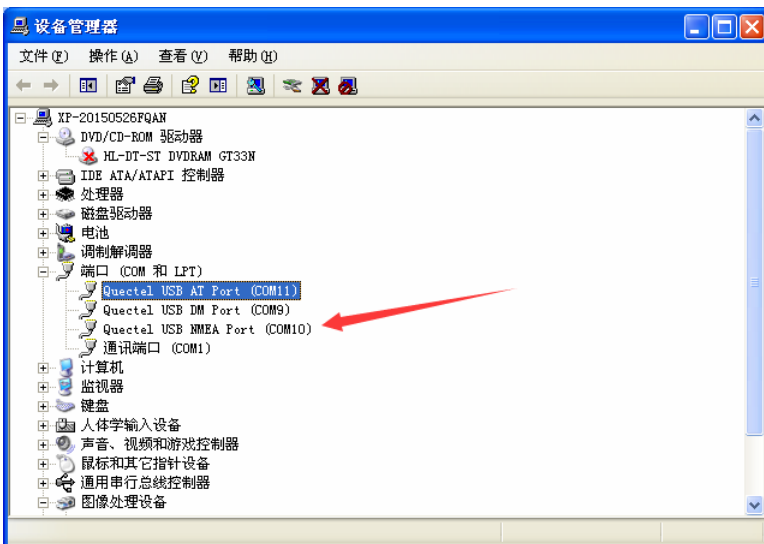 设备管理器
文件(F) 操作(A) 查看(V) 帮助(H)
XP-20150526FQAN
DVD/CD-ROM 驱动器
HL-DT-ST DVDRAM GT33N
IDE ATA/ATAPI 控制器
处理器
磁盘驱动器
电池
调制解调器
端口 (COM 和 LPT)
Quectel USB AT Port (COM11)
Quectel USB DM Port (COM9)
Quectel USB NMEA Port (COM10)
通讯端口 (COM1)
计算机
监视器
键盘
人体学输入设备
声音、视频和游戏控制器
鼠标和其它指针设备
通用串行总线控制器
图像处理设备